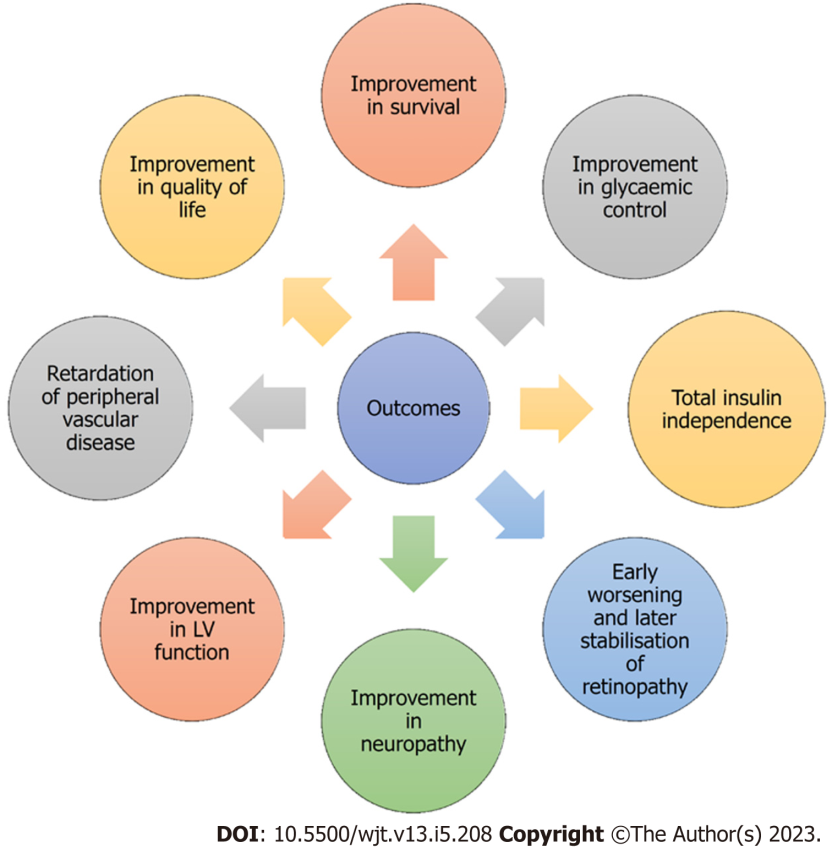 Improvement
in survival
Improvement
in glycaemic
control
Total insulin
independence
Early
worsening
and later
stabilisation
of
retinopathy
Improvement
in
neuropathy
Improvement
in LV
function
Retardation
of peripheral
vascular
disease
Improvement
in quality of
life
Outcomes
DOI: 10.5500/wjt.v13.i5.208 Copyright ©The Author(s) 2023.